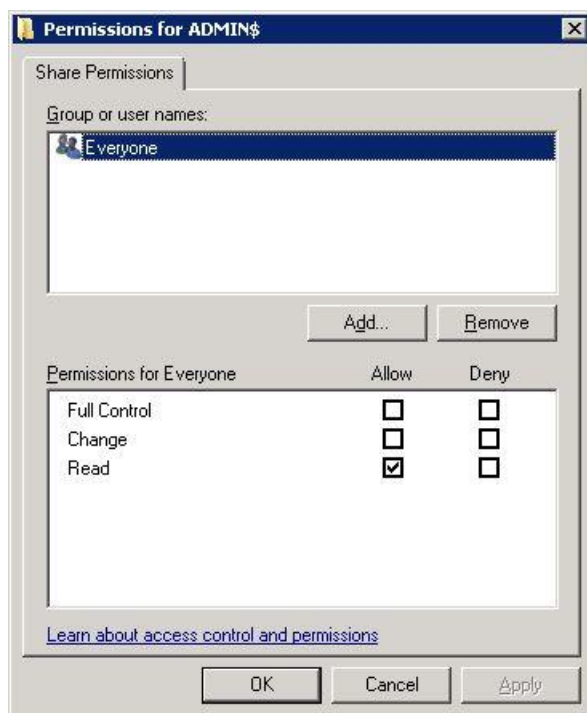 Permissions for ADMIN$
Share Permissions
Group or user names:
Everyone
Add...
Remove
Permissions for Everyone
Allow
Deny
Full Control
Change
Read
Learn about access control and permissions
OK
Cancel
Apply